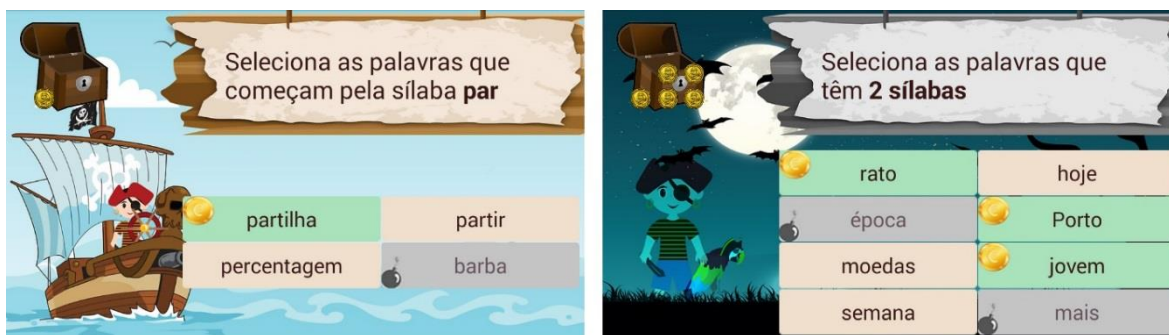 Seleciona as palavras que
começam pela sílaba par
partilha
partir
percentagem
barba
Seleciona as palavras que
têm 2 sílabas
rato
hoje
época
Porto
moedas
jovem
semana
mais